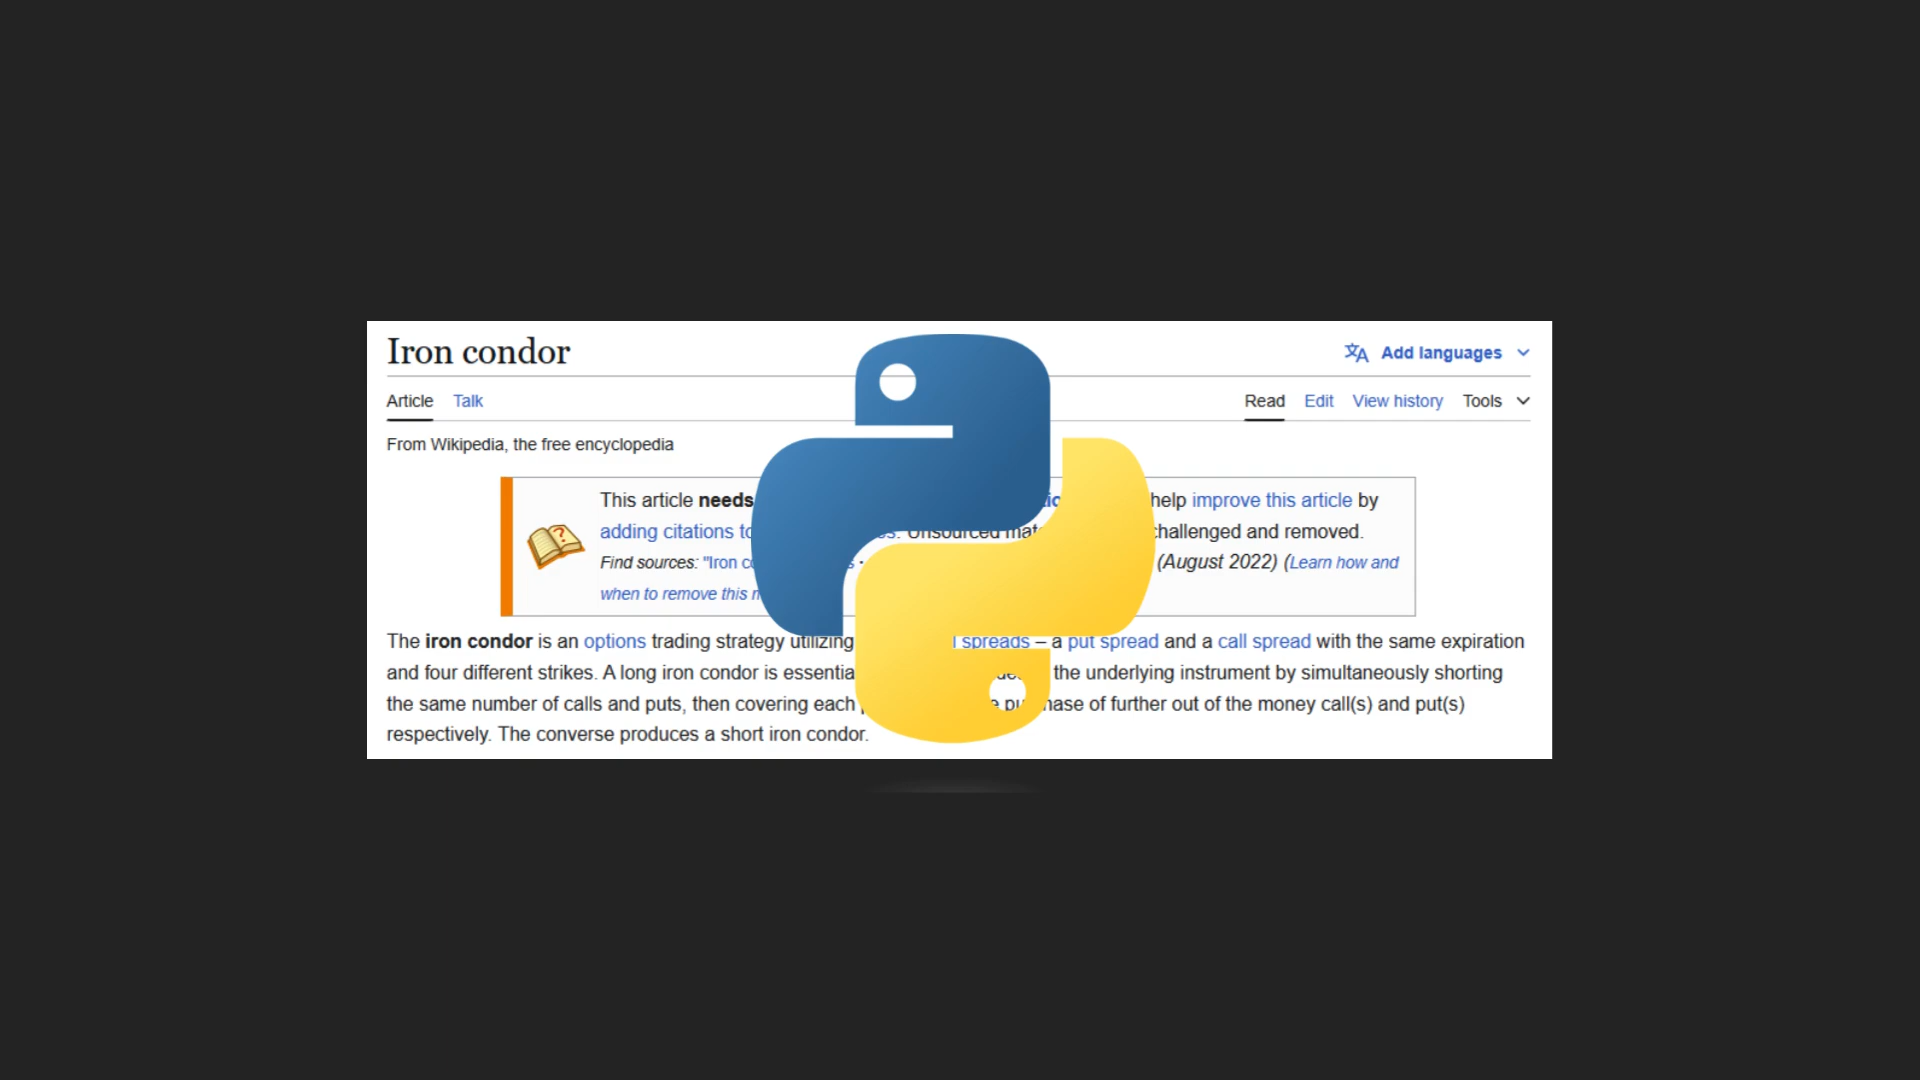 Iron condor
Add languages
Article Talk
Read Edit View history Tools
From Wikipedia, the free encyclopedia
This article needs help improve this article by
adding citations to Unsourced challenged and removed.
Find sources: "Iron (August 2022) (Learn how and
when to remove this
The iron condor is an options trading strategy utilizing spreads – a put spread and a call spread with the same expiration
and four different strikes. A long iron condor is the underlying instrument by simultaneously shorting
the same number of calls and puts, then covering each of further out of the money call(s) and put(s)
respectively. The converse produces a short iron condor.